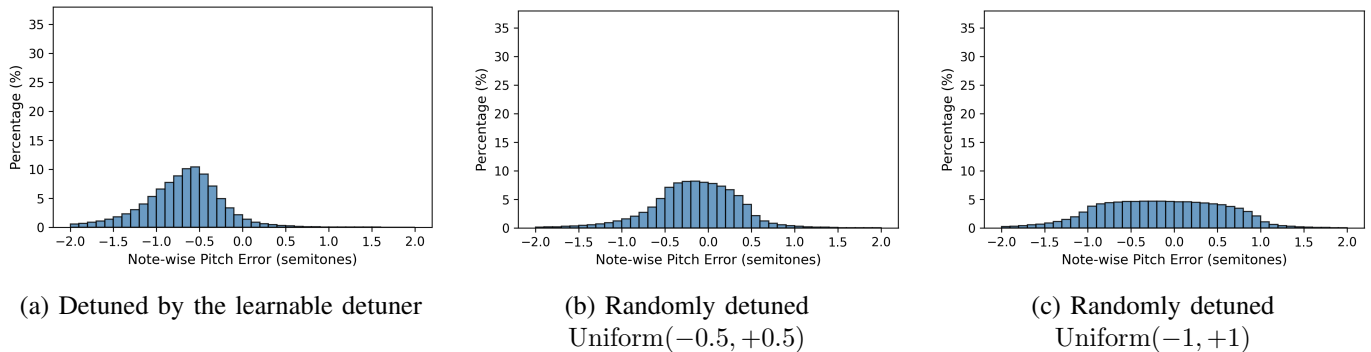 35
30
25
20
15
10
5
0
Percentage (%)
−2.0 −1.5 −1.0 −0.5 0.0 0.5 1.0 1.5 2.0
Note-wise Pitch Error (semitones)
(a) Detuned by the learnable detuner
35
30
25
20
15
10
5
0
Percentage (%)
−2.0 −1.5 −1.0 −0.5 0.0 0.5 1.0 1.5 2.0
Note-wise Pitch Error (semitones)
(b) Randomly detuned
Uniform(−0.5, +0.5)
35
30
25
20
15
10
5
0
Percentage (%)
−2.0 −1.5 −1.0 −0.5 0.0 0.5 1.0 1.5 2.0
Note-wise Pitch Error (semitones)
(c) Randomly detuned
Uniform(−1, +1)